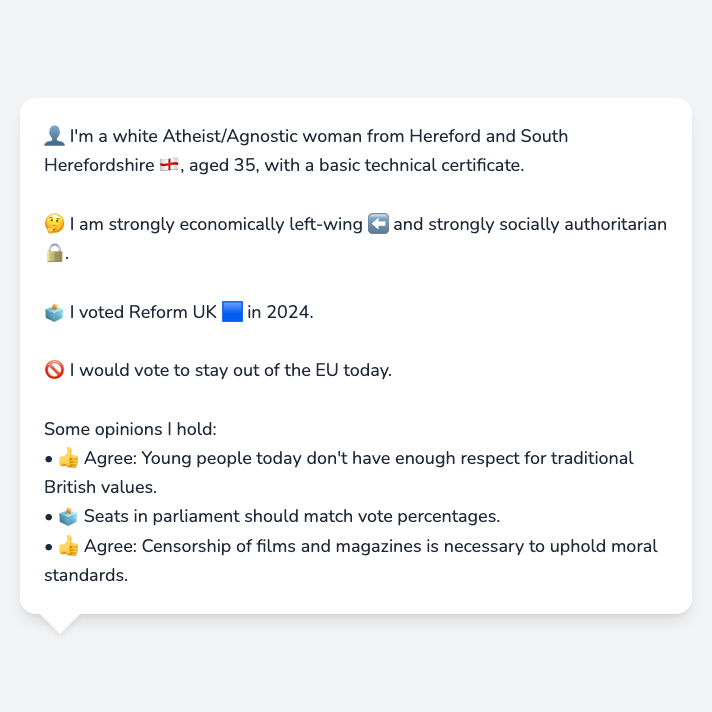 👤 I'm a white Atheist/Agnostic woman from Hereford and South
Herefordshire 🏴󠁧󠁢󠁥󠁮󠁧󠁿, aged 35, with a basic technical certificate.
🤔 I am strongly economically left-wing ⬅️ and strongly socially authoritarian
🔒.
🗳️ I voted Reform UK 🟦 in 2024.
🚫 I would vote to stay out of the EU today.
Some opinions I hold:
• 👍 Agree: Young people today don't have enough respect for traditional
British values.
• 🗳️ Seats in parliament should match vote percentages.
• 👍 Agree: Censorship of films and magazines is necessary to uphold moral
standards.